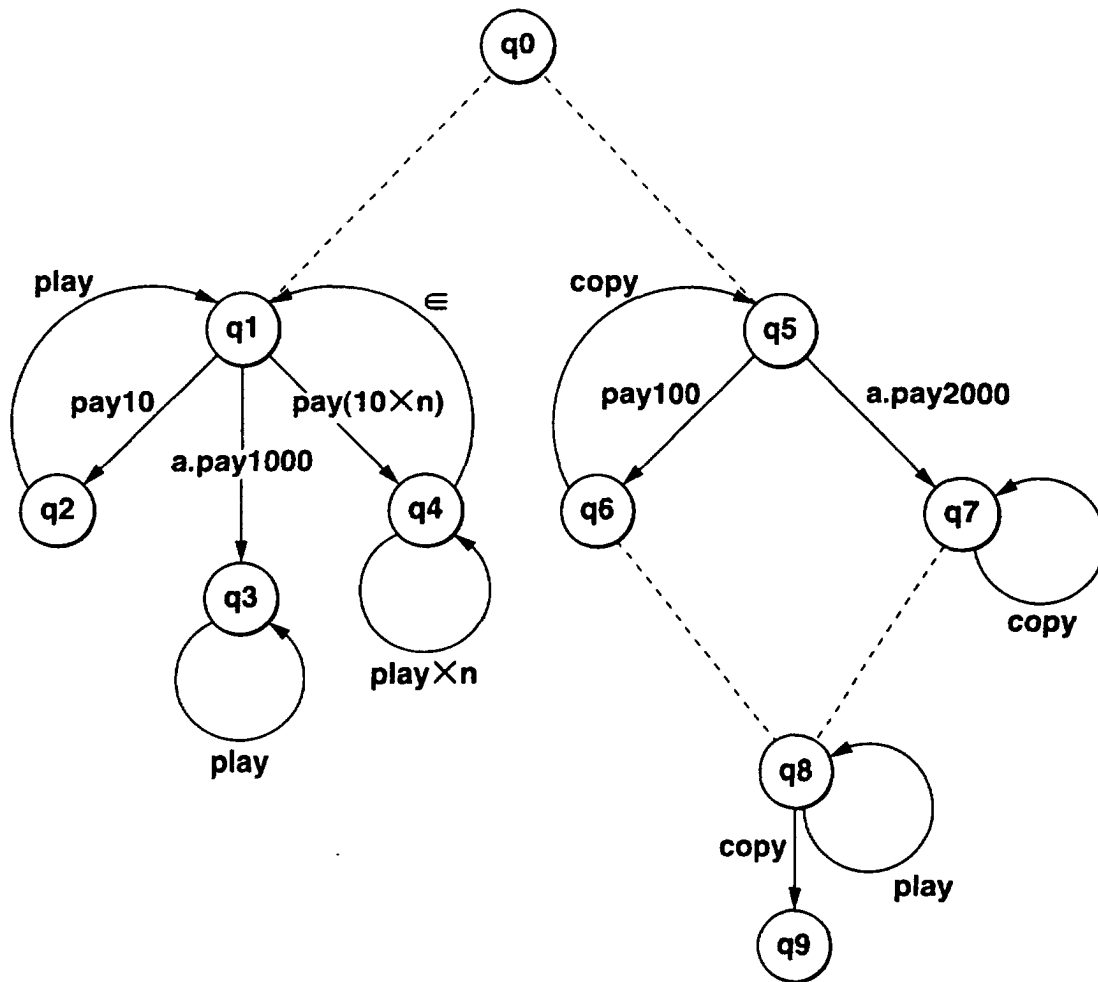 q0
play
∈
copy
q1
q5
pay10
pay(10×n)
pay100
a.pay2000
a.pay1000
q2
q4
q6
q7
q3
copy
play×n
play
q8
copy
play
q9